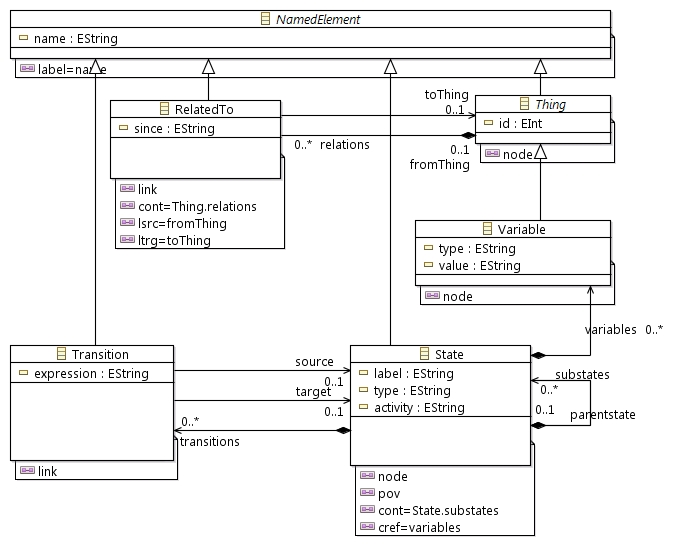 NamedElement
name : EString
label=name
RelatedTo
since : EString
link
cont=Thing.relations
lsrc=fromThing
ltrg=toThing
toThing
0..1
0..* relations
0..1
fromThing
Thing
id : EInt
node
Variable
type : EString
value : EString
node
variables 0..*
Transition
expression : EString
link
source
0..1
target
0..1
0..*
transitions
State
label : EString
type : EString
activity : EString
node
pov
cont=State.substates
cref=variables
substates
0..*
0..1
parentstate